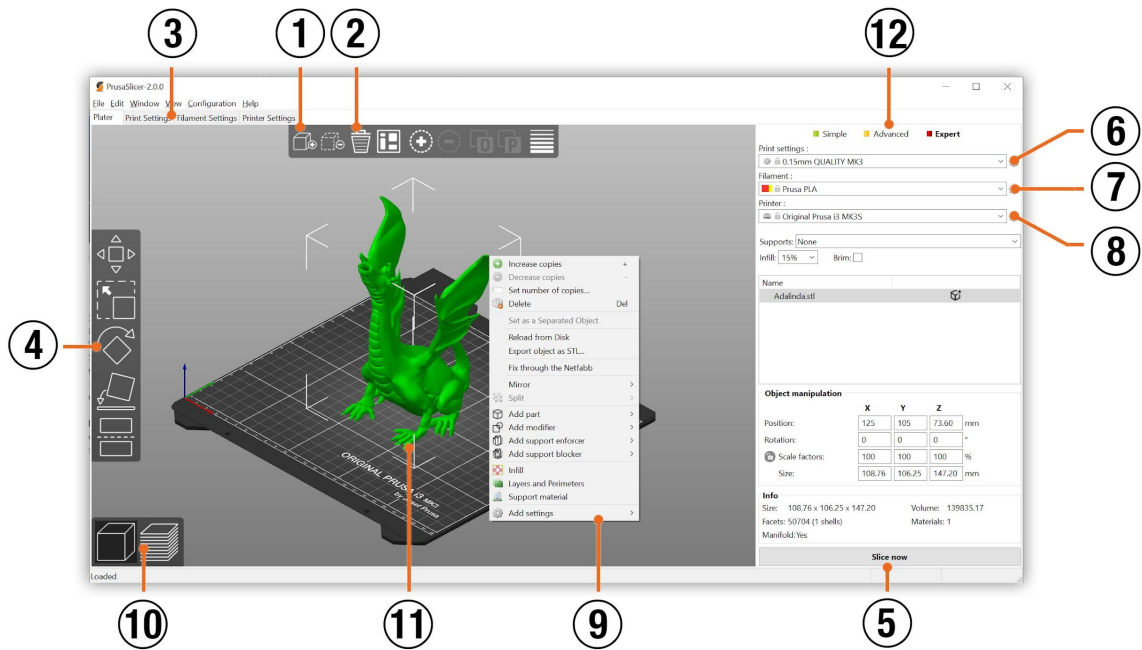 3
1
2
12
PrusaSlicer-2.0.0
File Edit Window View Configuration Help
Plater Print Settings Filament Settings Printer Settings
Simple Advanced Expert
6
Print settings :
0.15mm QUALITY MK3
Filament :
7
Prusa PLA
Printer :
Original Prusa i3 MK3S
8
Supports: None
Infill: 15% Brim:
Name
Adalinda.stl
4
Increase copies +
Decrease copies -
Set number of copies...
Delete Del
Set as a Separated Object
Reload from Disk
Export object as STL...
Fix through the Netfabb
Mirror
Split
Add part
Add modifier
Add support enforcer
Add support blocker
Infill
Layers and Perimeters
Support material
Add settings
O P
ORIGINAL PRUSA i3 MK3
by Josef Prusa
Object manipulation
X Y Z
Position: 125 105 73.60 mm
Rotation: 0 0 0 °
Scale factors: 100 100 100 %
Size: 108.76 106.25 147.20 mm
Info
Size: 108.76 x 106.25 x 147.20 Volume: 139835.17
Facets: 50704 (1 shells) Materials: 1
Manifold: Yes
Slice now
Loaded
10
11
9
5